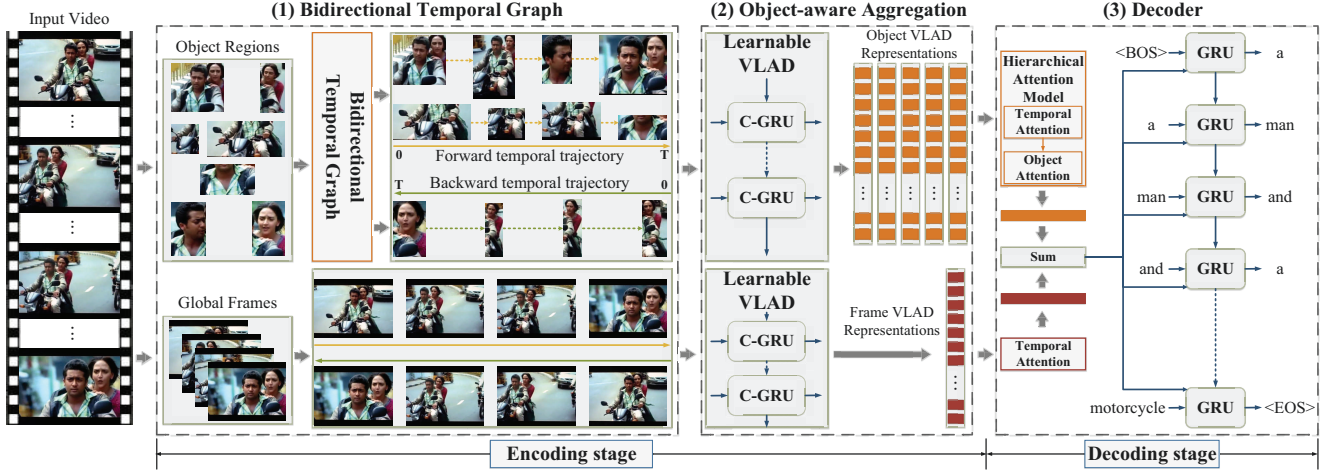 (1) Bidirectional Temporal Graph
(2) Object-aware Aggregation
(3) Decoder
Input Video
⋮
⋮
⋮
Object Regions
Bidirectional
Temporal Graph
0 Forward temporal trajectory T
T Backward temporal trajectory 0
Global Frames
Learnable
VLAD
C-GRU
C-GRU
Object VLAD
Representations
⋮ ⋮ ⋮ ⋮ ⋮
Learnable
VLAD
C-GRU
C-GRU
Frame VLAD
Representations
⋮
Hierarchical
Attention
Model
Temporal
Attention
Object
Attention
Sum
Temporal
Attention
<BOS> GRU a
a GRU man
man GRU and
and GRU a
motorcycle GRU <EOS>
Encoding stage
Decoding stage